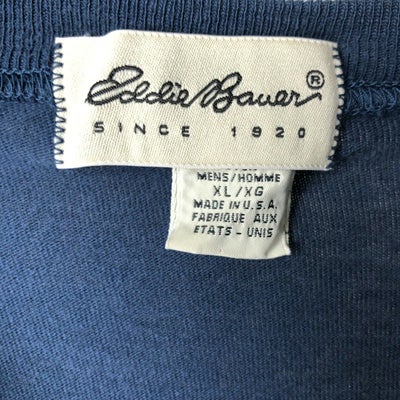 Eddie Bauer®
SINCE 1920
MENS/HOMME
XL/XG
MADE IN U.S.A.
FABRIQUE AUX
ETATS - UNIS